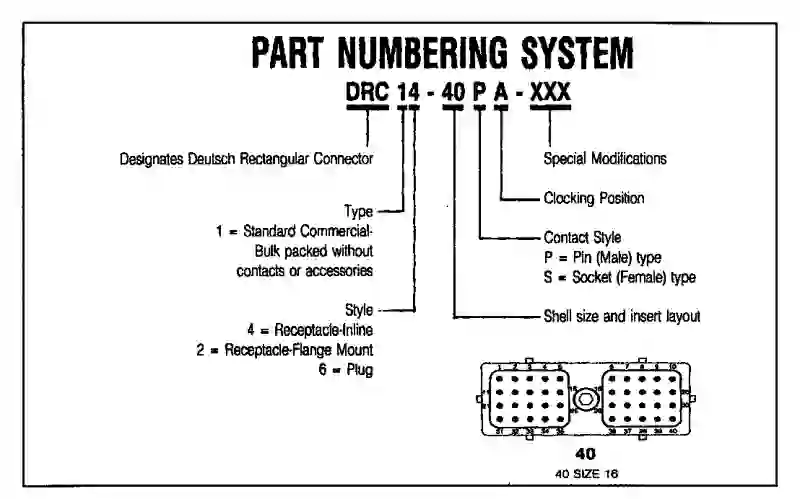 PART NUMBERING SYSTEM
DRC 14 - 40 P A - XXX
Designates Deutsch Rectangular Connector
Special Modifications
Clocking Position
Type
1 = Standard Commercial-
Bulk packed without
contacts or accessories
Contact Style
P = Pin (Male) type
S = Socket (Female) type
Style
4 = Receptacle-Inline
2 = Receptacle-Flange Mount
6 = Plug
Shell size and insert layout
1 2 3 4 5 6 7 8 9 10
31 32 33 34 35 36 37 38 39 40
40
40 SIZE 16